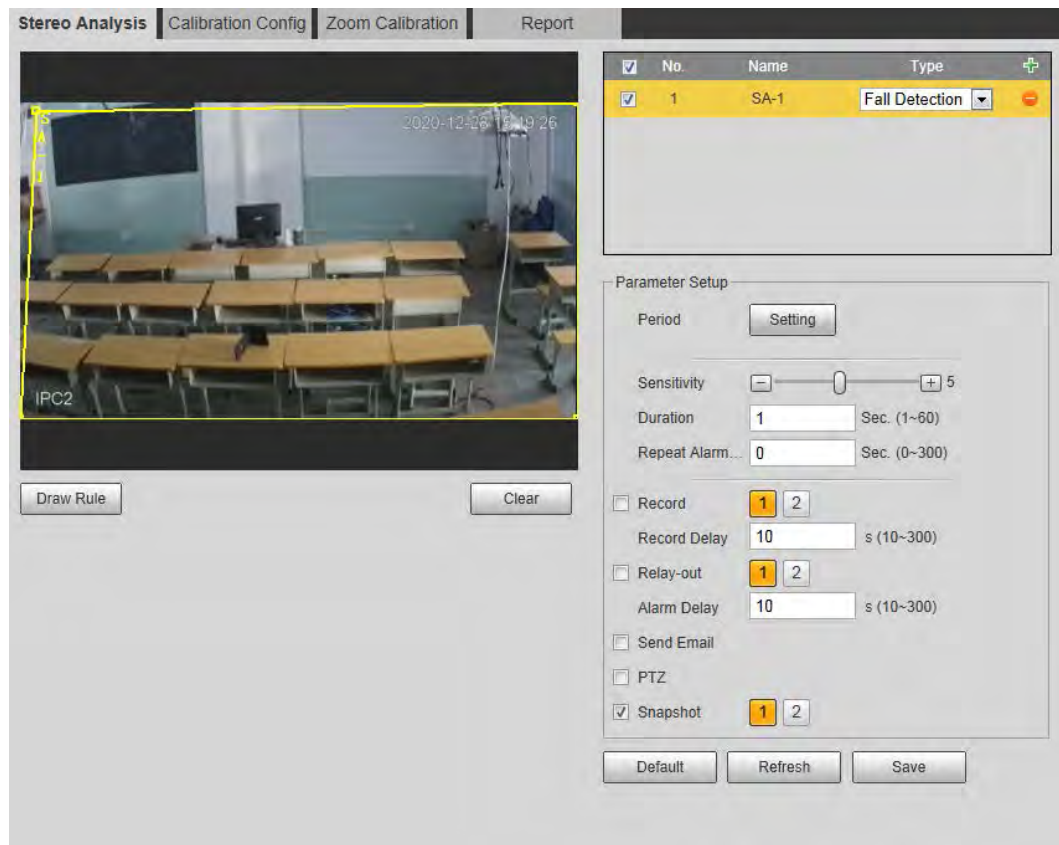 Stereo Analysis Calibration Config Zoom Calibration Report
No. Name Type
1 SA-1 Fall Detection
SA-1
IPC2
Draw Rule Clear
Parameter Setup
Period Setting
Sensitivity 5
Duration 1 Sec. (1~60)
Repeat Alarm... 0 Sec. (0~300)
Record 1 2
Record Delay 10 s (10~300)
Relay-out 1 2
Alarm Delay 10 s (10~300)
Send Email
PTZ
Snapshot 1 2
Default Refresh Save